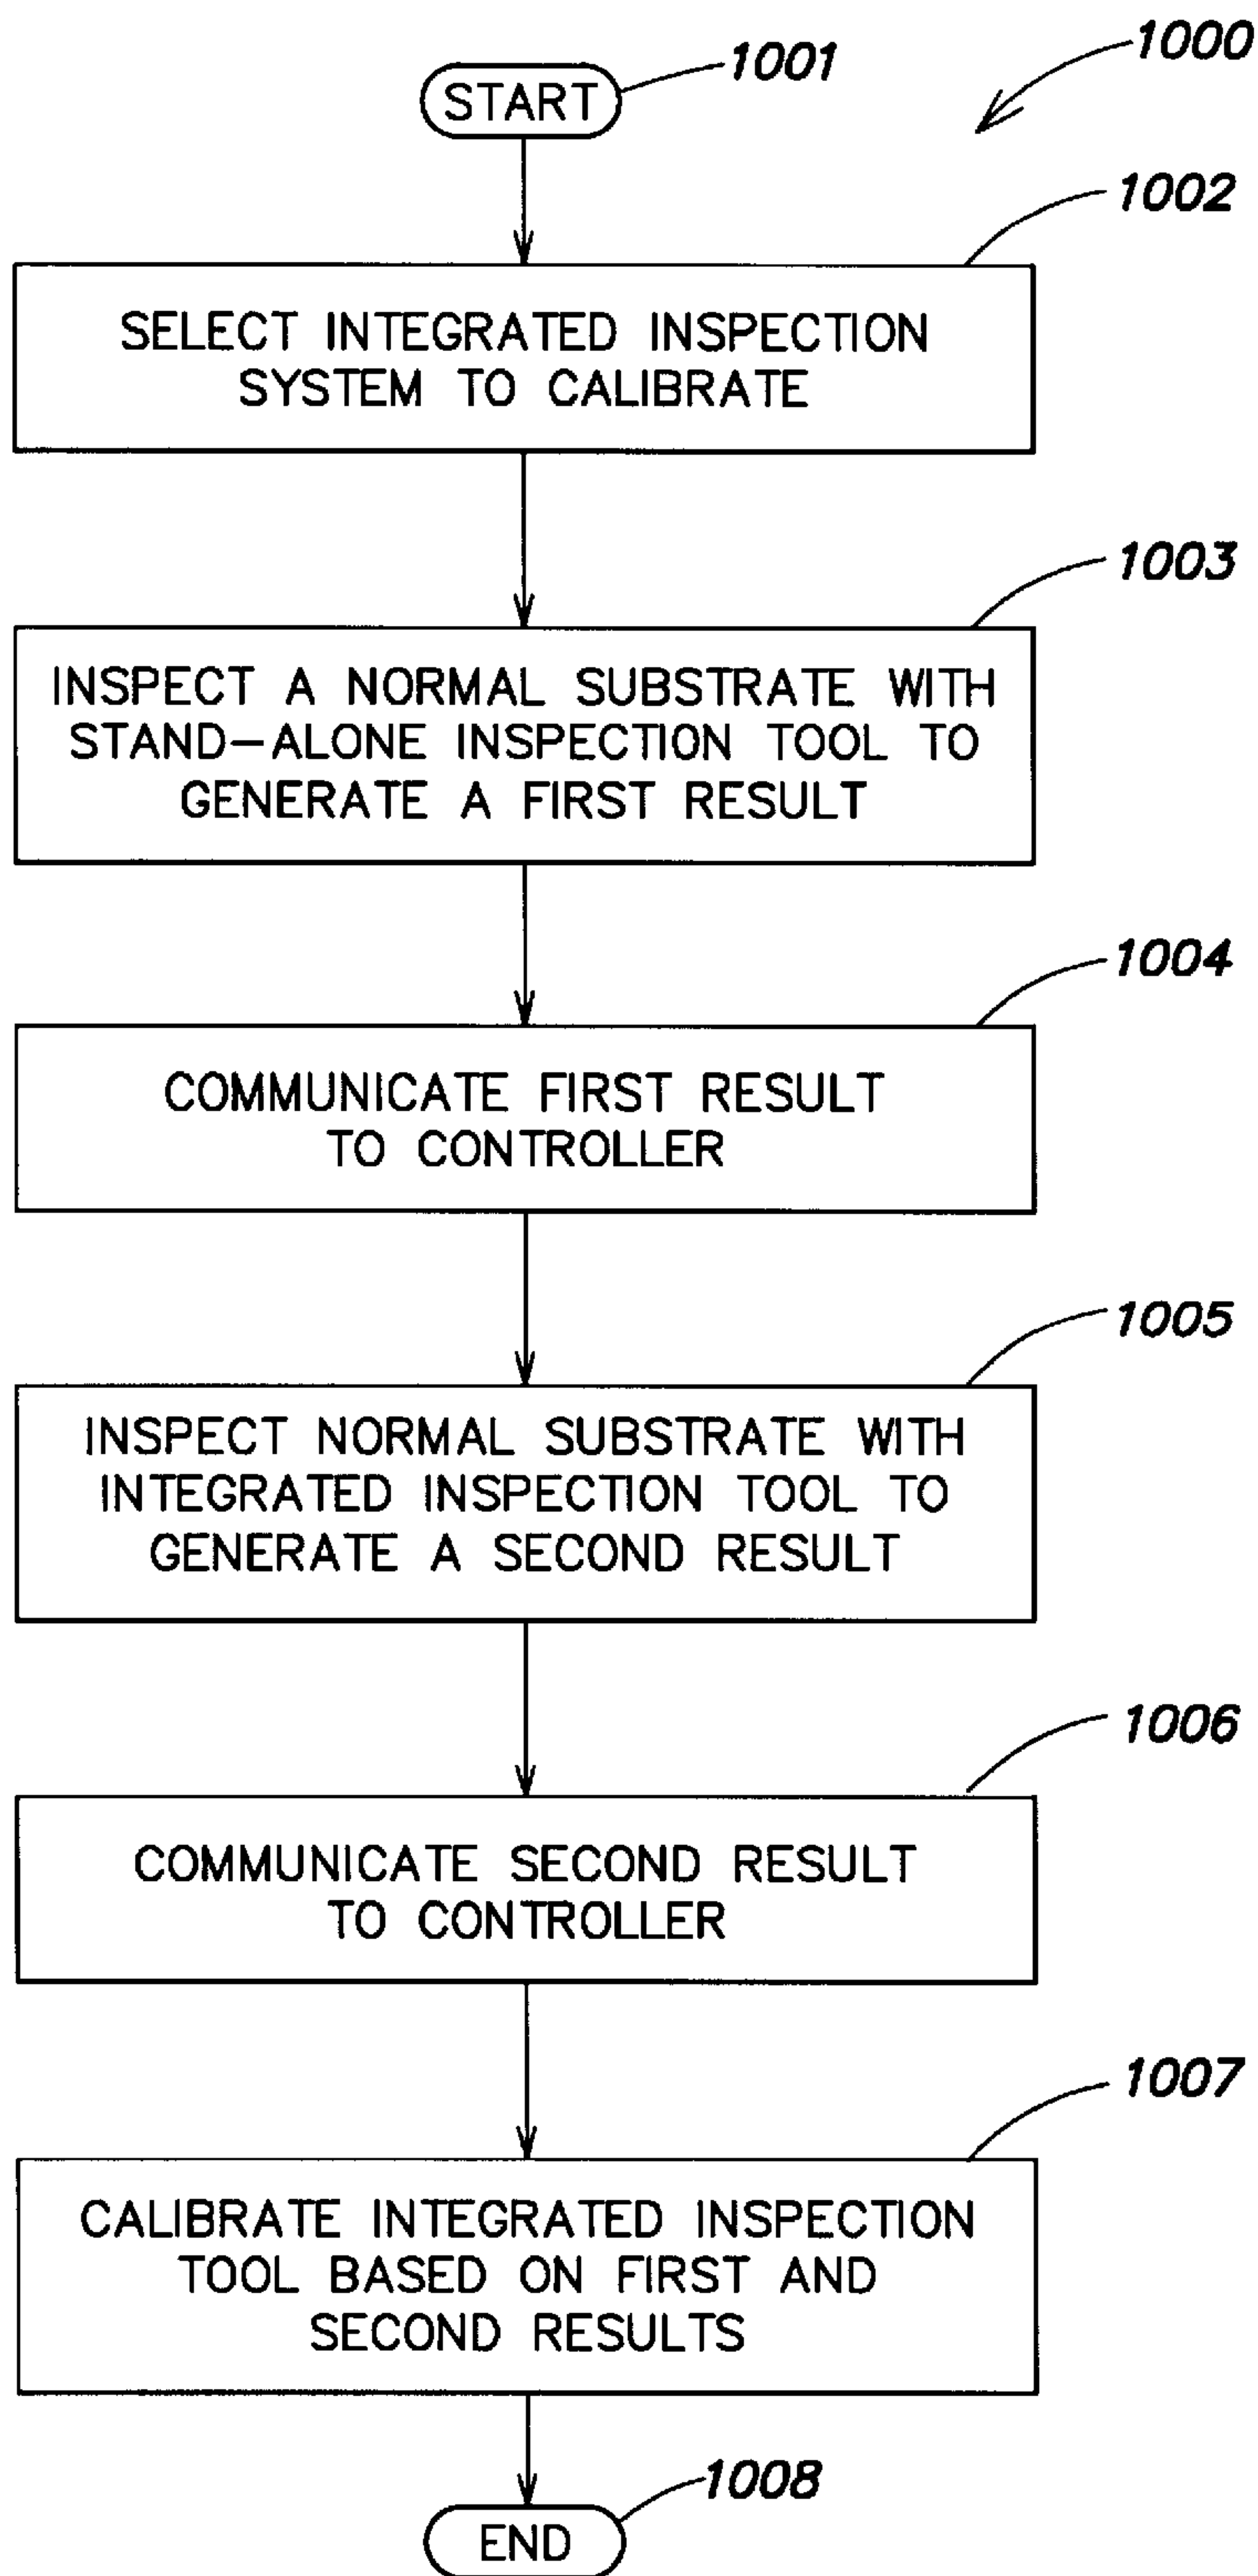 1000
START
1001
1002
SELECT INTEGRATED INSPECTION
SYSTEM TO CALIBRATE
1003
INSPECT A NORMAL SUBSTRATE WITH
STAND-ALONE INSPECTION TOOL TO
GENERATE A FIRST RESULT
1004
COMMUNICATE FIRST RESULT
TO CONTROLLER
1005
INSPECT NORMAL SUBSTRATE WITH
INTEGRATED INSPECTION TOOL TO
GENERATE A SECOND RESULT
1006
COMMUNICATE SECOND RESULT
TO CONTROLLER
1007
CALIBRATE INTEGRATED INSPECTION
TOOL BASED ON FIRST AND
SECOND RESULTS
1008
END